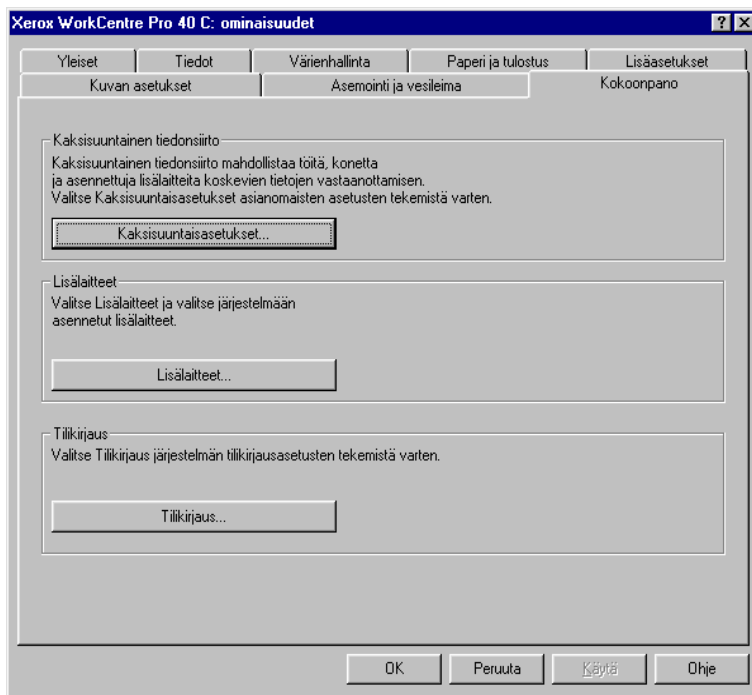 Xerox WorkCentre Pro 40 C: ominaisuudet
Yleiset Tiedot Värienhallinta Paperi ja tulostus Lisäasetukset
Kuvan asetukset Asemointi ja vesileima Kokoonpano
Kaksisuuntainen tiedonsiirto
Kaksisuuntainen tiedonsiirto mahdollistaa töitä, konetta
ja asennettuja lisälaitteita koskevien tietojen vastaanottamisen.
Valitse Kaksisuuntaisasetukset asianomaisten asetusten tekemistä varten.
Kaksisuuntaisasetukset...
Lisälaitteet
Valitse Lisälaitteet ja valitse järjestelmään
asennetut lisälaitteet.
Lisälaitteet...
Tilikirjaus
Valitse Tilikirjaus järjestelmän tilikirjausasetusten tekemistä varten.
Tilikirjaus...
OK Peruuta Käytä Ohje